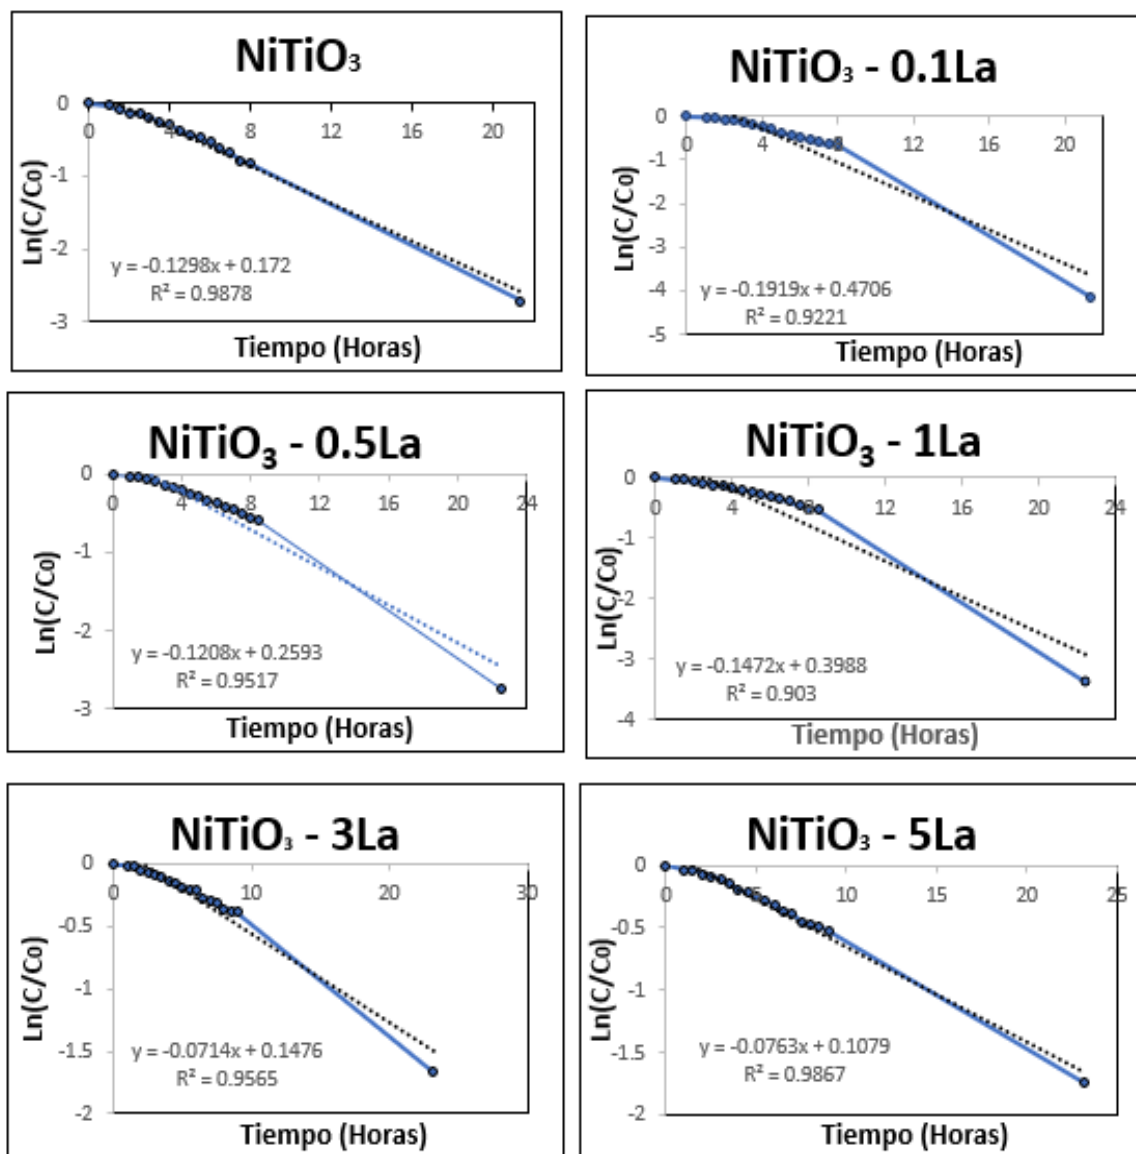 NiTiO₃
0
0
4
8
12
16
20
-1
-2
-3
Ln(C/Co)
y = -0.1298x + 0.172
R² = 0.9878
Tiempo (Horas)
NiTiO₃ - 0.1La
0
0
4
8
12
16
20
-1
-2
-3
-4
-5
Ln(C/Co)
y = -0.1919x + 0.4706
R² = 0.9221
Tiempo (Horas)
NiTiO₃ - 0.5La
0
0
4
8
12
16
20
24
-1
-2
-3
Ln(C/Co)
y = -0.1208x + 0.2593
R² = 0.9517
Tiempo (Horas)
NiTiO₃ - 1La
0
0
4
8
12
16
20
24
-1
-2
-3
-4
Ln(C/Co)
y = -0.1472x + 0.3988
R² = 0.903
Tiempo (Horas)
NiTiO₃ - 3La
0
0
10
20
30
-0.5
-1
-1.5
-2
Ln(C/Co)
y = -0.0714x + 0.1476
R² = 0.9565
Tiempo (Horas)
NiTiO₃ - 5La
0
0
5
10
15
20
25
-0.5
-1
-1.5
-2
Ln(C/Co)
y = -0.0763x + 0.1079
R² = 0.9867
Tiempo (Horas)